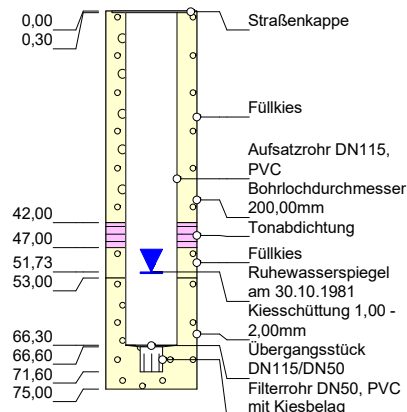 0,00
0,30
42,00
47,00
51,73
53,00
66,30
66,60
71,60
75,00
Straßenkappe
Füllkies
Aufsatzrohr DN115,
PVC
Bohrlochdurchmesser
200,00mm
Tonabdichtung
Füllkies
Ruhewasserspiegel
am 30.10.1981
Kiesschüttung 1,00 -
2,00mm
Übergangsstück
DN115/DN50
Filterrohr DN50, PVC
mit Kiesbelag